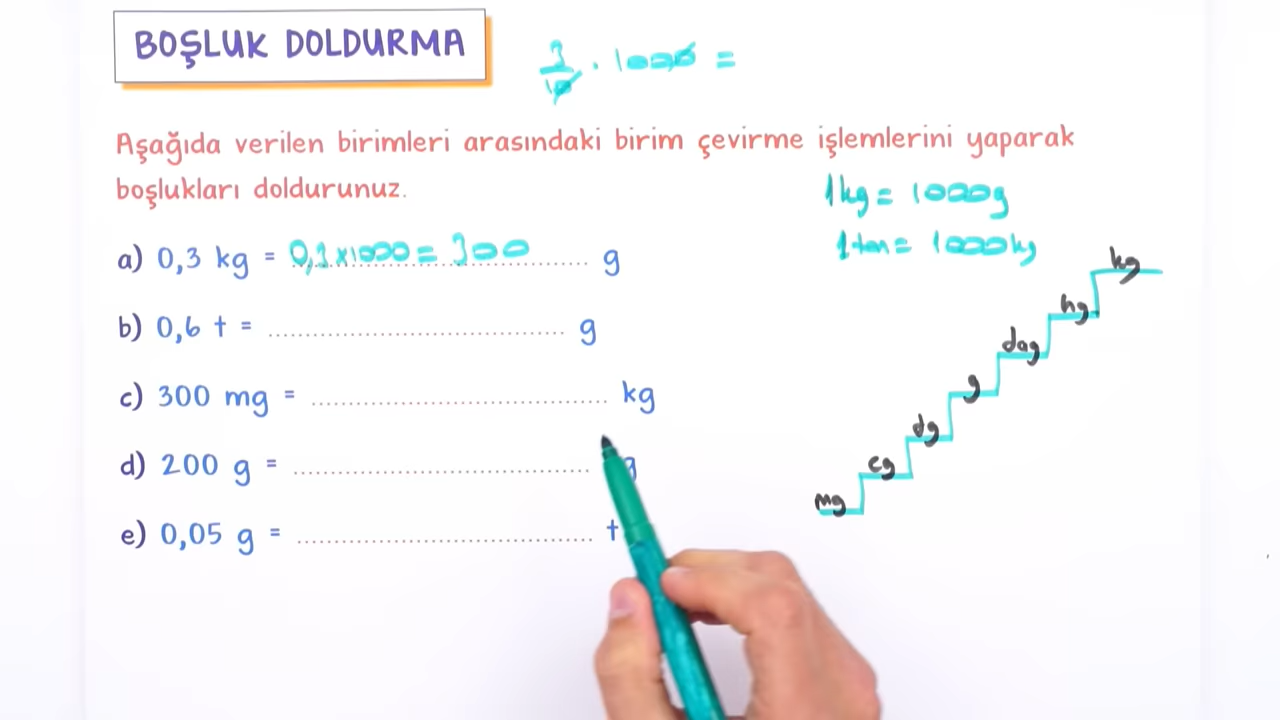 BOŞLUK DOLDURMA
3/10 . 1000 =
Aşağıda verilen birimleri arasındaki birim çevirme işlemlerini yaparak
boşlukları doldurunuz.
1kg = 1000g
1 ton = 1000kg
a) 0,3 kg = 0,3x1000 = 300 g
b) 0,6 t = ........ g
c) 300 mg = ........ kg
d) 200 g = ........
e) 0,05 g = ........ t
kg
hg
dag
g
dg
cg
mg